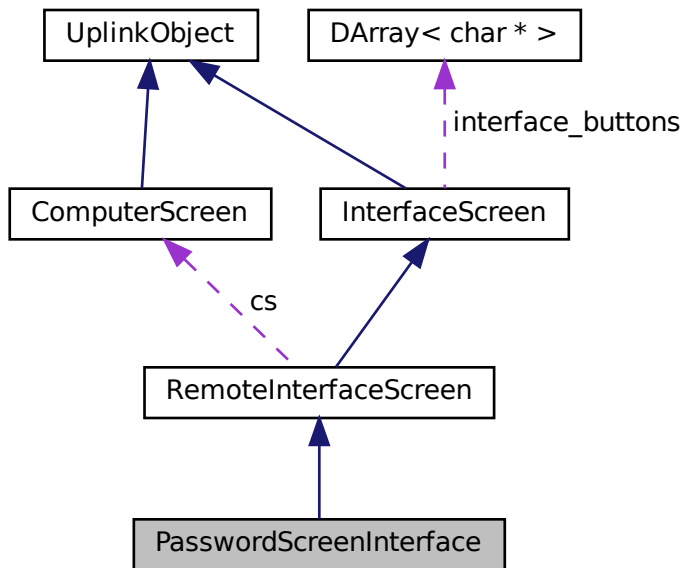 UplinkObject
DArray< char * >
interface_buttons
ComputerScreen
InterfaceScreen
cs
RemoteInterfaceScreen
PasswordScreenInterface